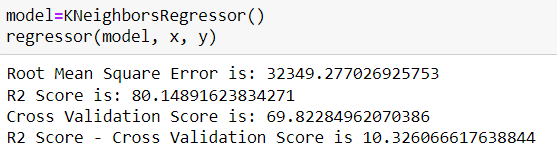 model=KNeighborsRegressor()
regressor(model, x, y)
Root Mean Square Error is: 32349.277026925753
R2 Score is: 80.14891623834271
Cross Validation Score is: 69.82284962070386
R2 Score - Cross Validation Score is 10.326066617638844